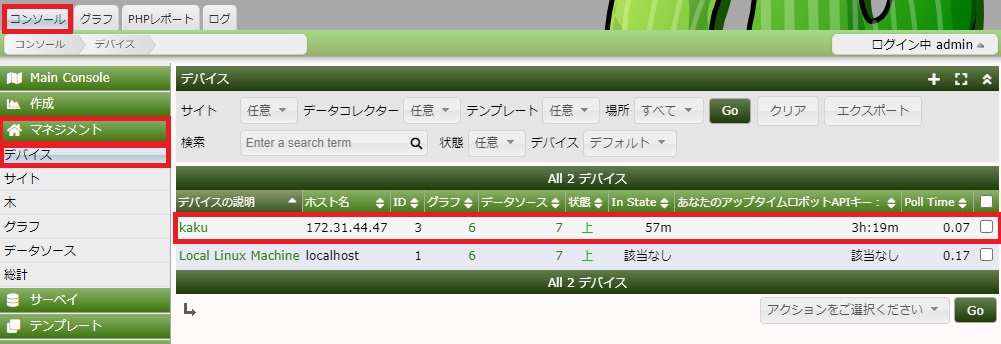 コンソール グラフ PHPレポート ログ
コンソール デバイス ログイン中 admin
Main Console
作成
マネジメント
デバイス
サイト
木
グラフ
データソース
総計
サーベイ
テンプレート
デバイス
サイト 任意 データコレクター 任意 テンプレート 任意 場所 すべて Go クリア エクスポート
検索 Enter a search term 状態 任意 デバイス デフォルト
All 2 デバイス
デバイスの説明 ホスト名 ID グラフ データソース 状態 In State あなたのアップタイムロボットAPIキー： Poll Time
kaku 172.31.44.47 3 6 7 上 57m 3h:19m 0.07
Local Linux Machine localhost 1 6 7 上 該当なし 該当なし 0.17
All 2 デバイス
アクションをご選択ください Go